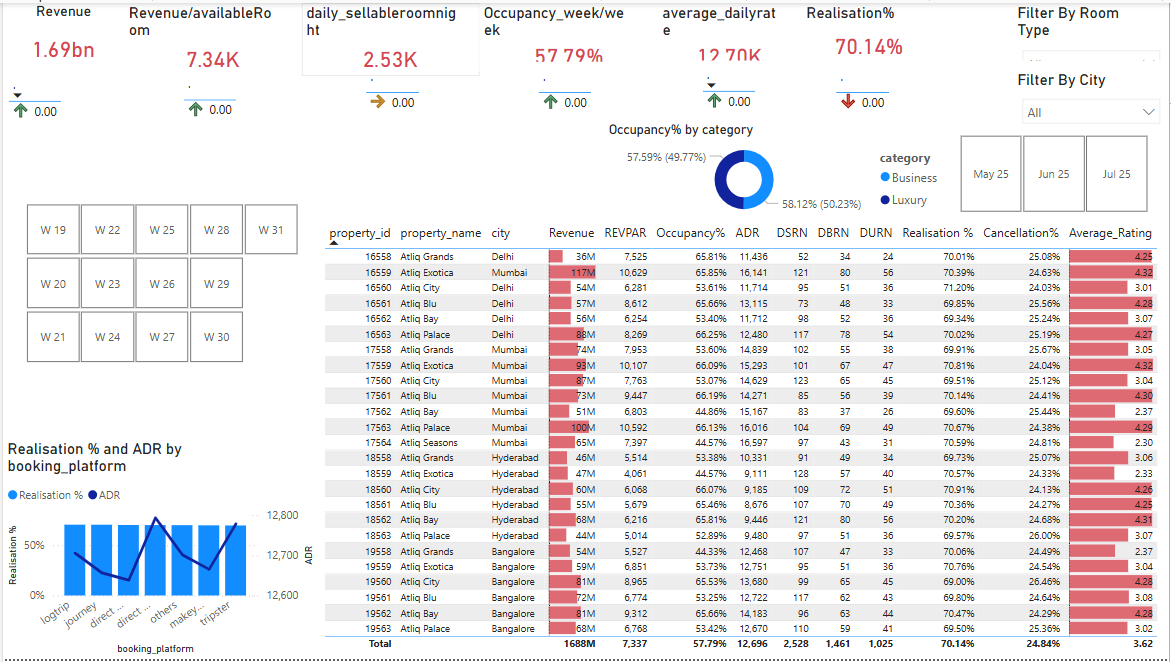 Revenue
1.69bn
0.00
Revenue/availableRo
om
7.34K
0.00
daily_sellableroomnig
ht
2.53K
0.00
Occupancy_week/we
ek
57.79%
0.00
average_dailyrat
e
12.70K
0.00
Realisation%
70.14%
0.00
Filter By Room
Type
Filter By City
All
May 25
Jun 25
Jul 25
Occupancy% by category
57.59% (49.77%)
58.12% (50.23%)
category
Business
Luxury
W 19 W 22 W 25 W 28 W 31
W 20 W 23 W 26 W 29
W 21 W 24 W 27 W 30
property_id property_name city Revenue REVPAR Occupancy% ADR DSRN DBRN DURN Realisation % Cancellation% Average_Rating
16558 Atliq Grands Delhi 36M 7,525 65.81% 11,436 52 34 24 70.01% 25.08% 4.25
16559 Atliq Exotica Mumbai 117M 10,629 65.85% 16,141 121 80 56 70.39% 24.63% 4.32
16560 Atliq City Delhi 54M 6,281 53.61% 11,714 95 51 36 71.20% 24.03% 3.01
16561 Atliq Blu Delhi 57M 8,612 65.66% 13,115 73 48 33 69.85% 25.56% 4.28
16562 Atliq Bay Delhi 56M 6,254 53.40% 11,712 98 52 36 69.34% 25.24% 3.07
16563 Atliq Palace Delhi 88M 8,269 66.25% 12,480 117 78 54 70.02% 25.19% 4.27
17558 Atliq Grands Mumbai 74M 7,953 53.60% 14,839 102 55 38 69.91% 25.67% 3.05
17559 Atliq Exotica Mumbai 93M 10,107 66.09% 15,293 101 67 47 70.81% 24.04% 4.32
17560 Atliq City Mumbai 87M 7,763 53.07% 14,629 123 65 45 69.51% 25.12% 3.04
17561 Atliq Blu Mumbai 73M 9,447 66.19% 14,271 85 56 39 70.14% 24.41% 4.30
17562 Atliq Bay Mumbai 51M 6,803 44.86% 15,167 83 37 26 69.60% 25.44% 2.37
17563 Atliq Palace Mumbai 100M 10,592 66.13% 16,016 104 69 49 70.67% 24.38% 4.29
17564 Atliq Seasons Mumbai 65M 7,397 44.57% 16,597 97 43 31 70.59% 24.81% 2.30
18558 Atliq Grands Hyderabad 46M 5,514 53.38% 10,331 91 49 34 69.73% 25.07% 3.06
18559 Atliq Exotica Hyderabad 47M 4,061 44.57% 9,111 128 57 40 70.57% 24.33% 2.33
18560 Atliq City Hyderabad 60M 6,068 66.07% 9,185 109 72 51 70.91% 24.13% 4.26
18561 Atliq Blu Hyderabad 55M 5,679 65.46% 8,676 107 70 49 70.36% 24.27% 4.25
18562 Atliq Bay Hyderabad 68M 6,216 65.81% 9,446 121 80 56 70.20% 24.68% 4.31
18563 Atliq Palace Hyderabad 44M 5,014 52.89% 9,480 97 51 36 69.57% 26.00% 3.07
19558 Atliq Grands Bangalore 54M 5,527 44.33% 12,468 107 47 33 70.06% 24.49% 2.37
19559 Atliq Exotica Bangalore 59M 6,851 53.73% 12,751 95 51 36 70.76% 24.54% 3.04
19560 Atliq City Bangalore 81M 8,965 65.53% 13,680 99 65 45 69.00% 26.46% 4.28
19561 Atliq Blu Bangalore 72M 6,774 53.25% 12,722 117 62 43 69.80% 24.64% 3.08
19562 Atliq Bay Bangalore 81M 9,312 65.66% 14,183 96 63 44 70.47% 24.29% 4.28
19563 Atliq Palace Bangalore 68M 6,768 53.42% 12,670 110 59 41 69.50% 25.36% 3.02
Total 1688M 7,337 57.79% 12,696 2,528 1,461 1,025 70.14% 24.84% 3.62
Realisation % and ADR by
booking_platform
Realisation % ADR
Realisation %
50%
0%
12,800
12,700
12,600
ADR
logtrip
journey
direct ...
direct ...
others
makey...
tripster
booking_platform